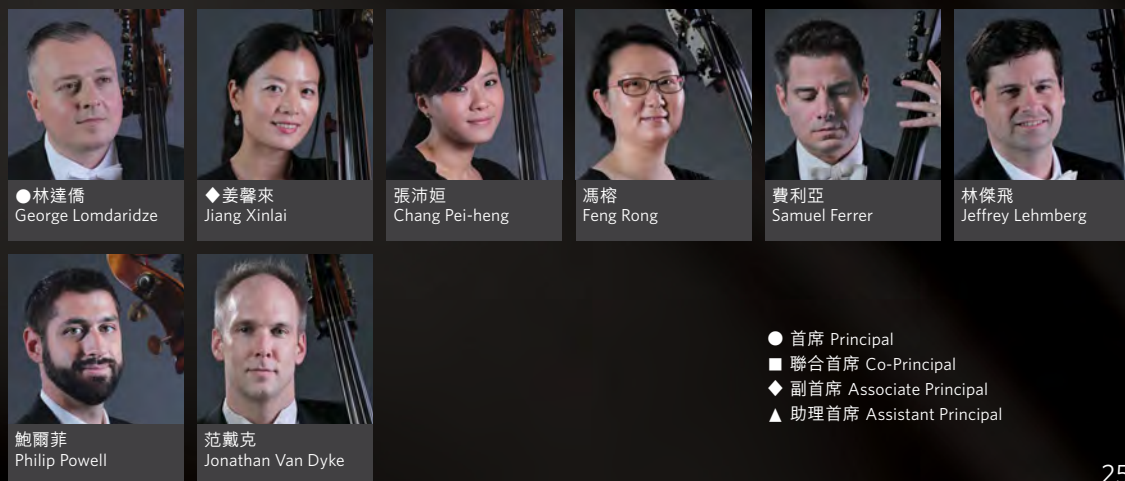 ●林達僑
George Lomdaridze
◆姜馨來
Jiang Xinlai
張沛姮
Chang Pei-heng
馮榕
Feng Rong
費利亞
Samuel Ferrer
林傑飛
Jeffrey Lehmberg
鮑爾菲
Philip Powell
范戴克
Jonathan Van Dyke
● 首席 Principal
■ 聯合首席 Co-Principal
◆ 副首席 Associate Principal
▲ 助理首席 Assistant Principal
25